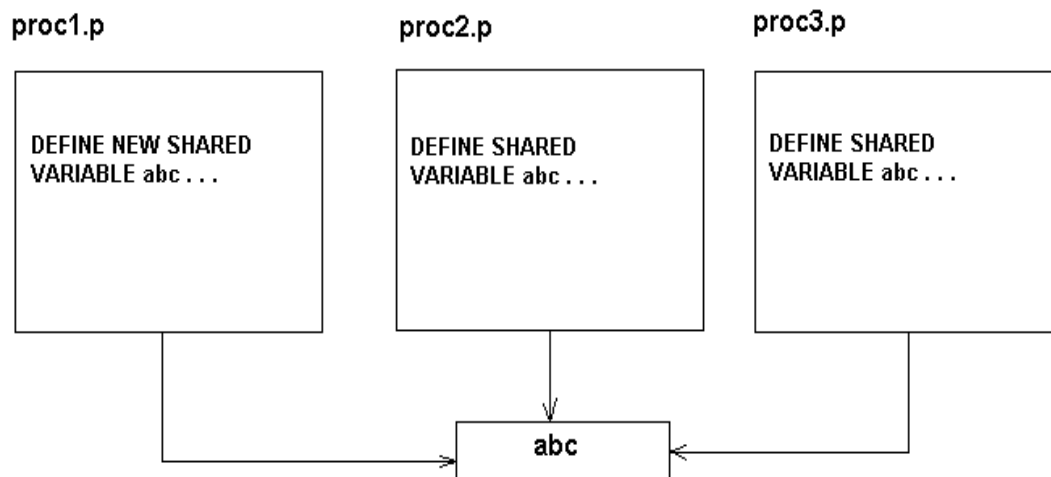 proc1.p
proc2.p
proc3.p
DEFINE NEW SHARED
VARIABLE abc . . .
DEFINE SHARED
VARIABLE abc . . .
DEFINE SHARED
VARIABLE abc . . .
abc